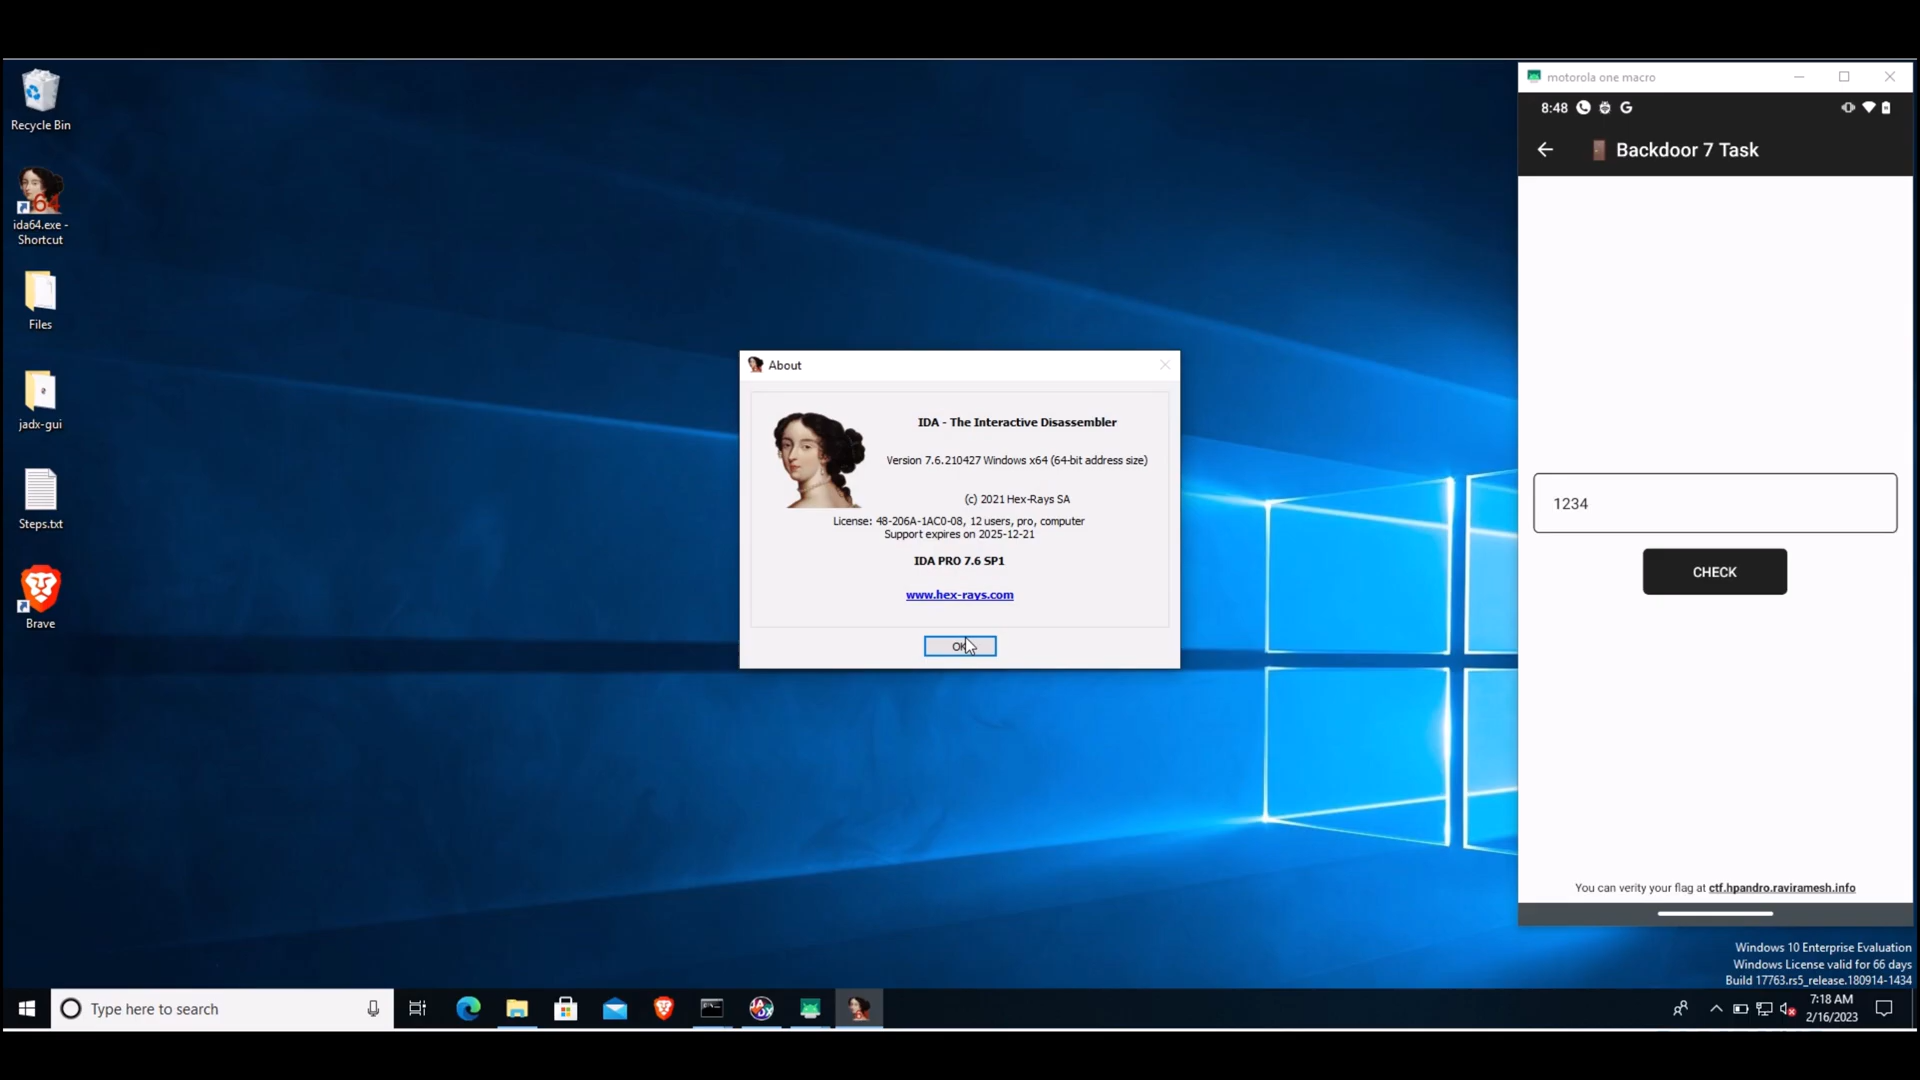 Recycle Bin
64
ida64.exe -
Shortcut
Files
jadx-gui
Steps.txt
Brave
About
IDA - The Interactive Disassembler
Version 7.6.210427 Windows x64 (64-bit address size)
(c) 2021 Hex-Rays SA
License: 48-206A-1AC0-08, 12 users, pro, computer
Support expires on 2025-12-21
IDA PRO 7.6 SP1
www.hex-rays.com
OK
motorola one macro
8:48
Backdoor 7 Task
1234
CHECK
You can verity your flag at ctf.hpandro.raviramesh.info
Windows 10 Enterprise Evaluation
Windows License valid for 66 days
Build 17763.rs5_release.180914-1434
Type here to search
7:18 AM
2/16/2023